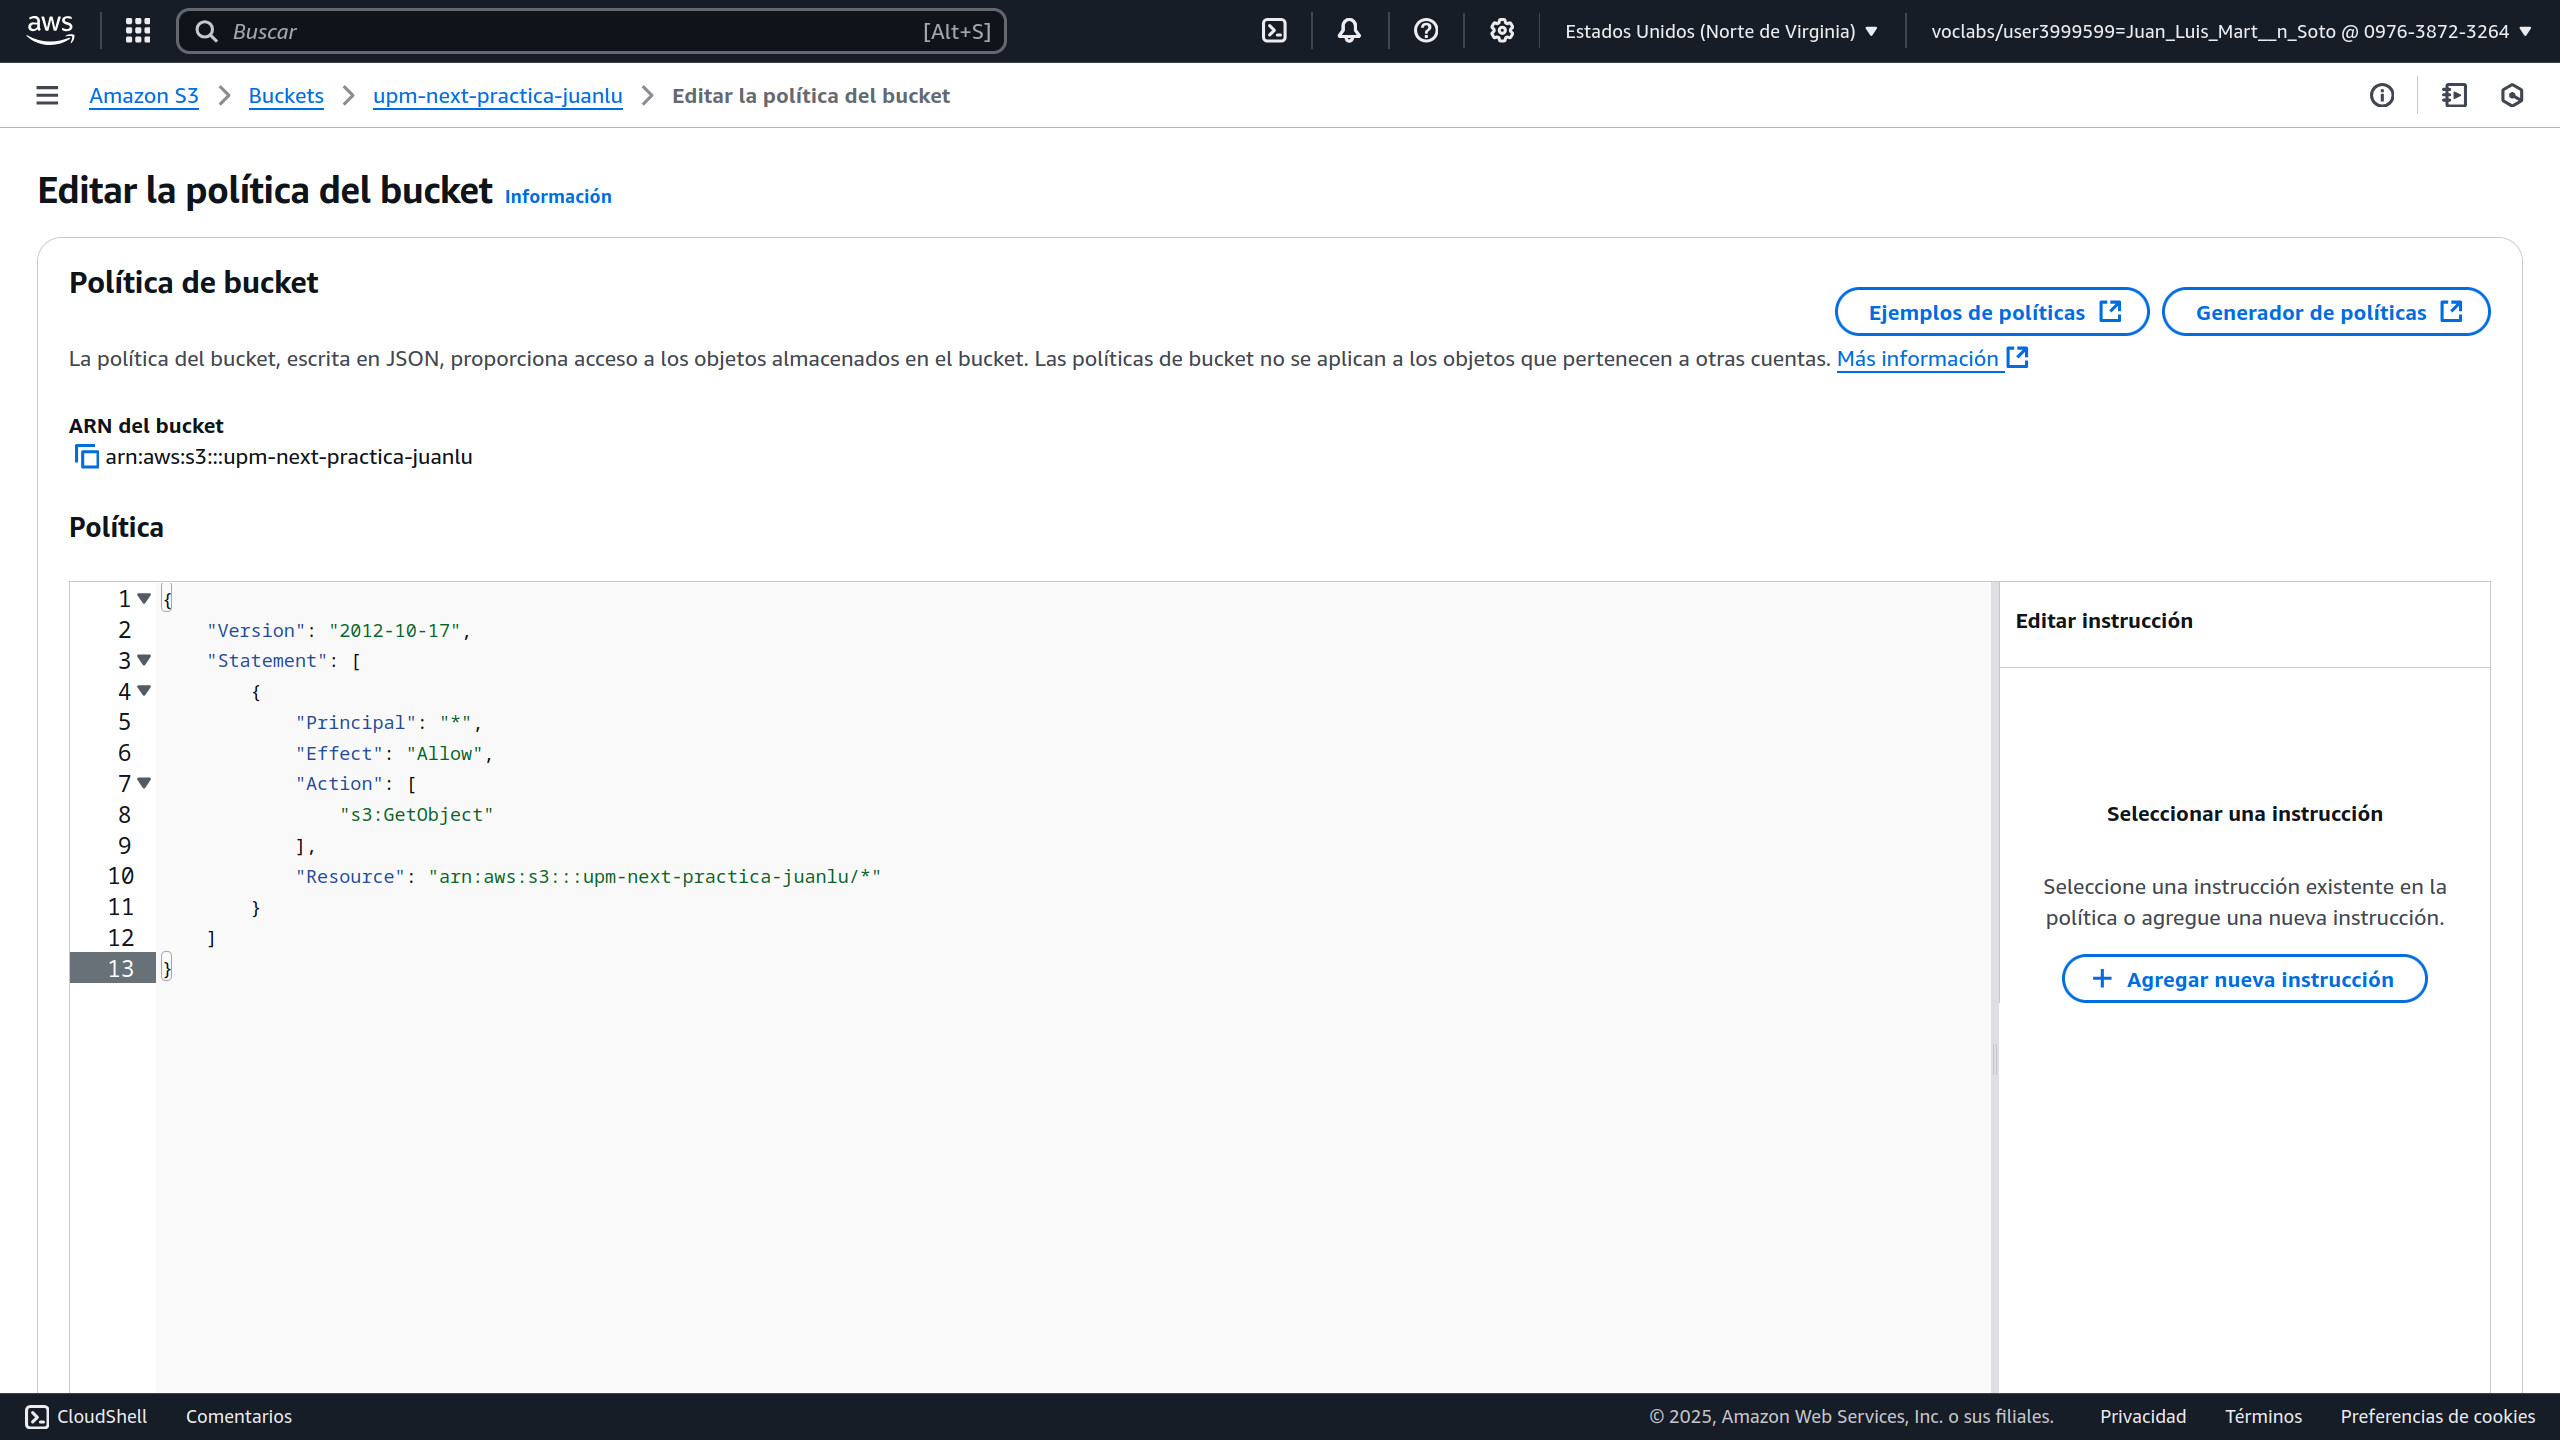 aws
Buscar [Alt+S]
Estados Unidos (Norte de Virginia)
voclabs/user3999599=Juan_Luis_Mart__n_Soto @ 0976-3872-3264
Amazon S3
Buckets
upm-next-practica-juanlu
Editar la política del bucket
Editar la política del bucket Información
Política de bucket
Ejemplos de políticas
Generador de políticas
La política del bucket, escrita en JSON, proporciona acceso a los objetos almacenados en el bucket. Las políticas de bucket no se aplican a los objetos que pertenecen a otras cuentas. Más información
ARN del bucket
arn:aws:s3:::upm-next-practica-juanlu
Política
1 {
2 "Version": "2012-10-17",
3 "Statement": [
4 {
5 "Principal": "*",
6 "Effect": "Allow",
7 "Action": [
8 "s3:GetObject"
9 ],
10 "Resource": "arn:aws:s3:::upm-next-practica-juanlu/*"
11 }
12 ]
13 }
Editar instrucción
Seleccionar una instrucción
Seleccione una instrucción existente en la
política o agregue una nueva instrucción.
+ Agregar nueva instrucción
CloudShell
Comentarios
© 2025, Amazon Web Services, Inc. o sus filiales.
Privacidad
Términos
Preferencias de cookies